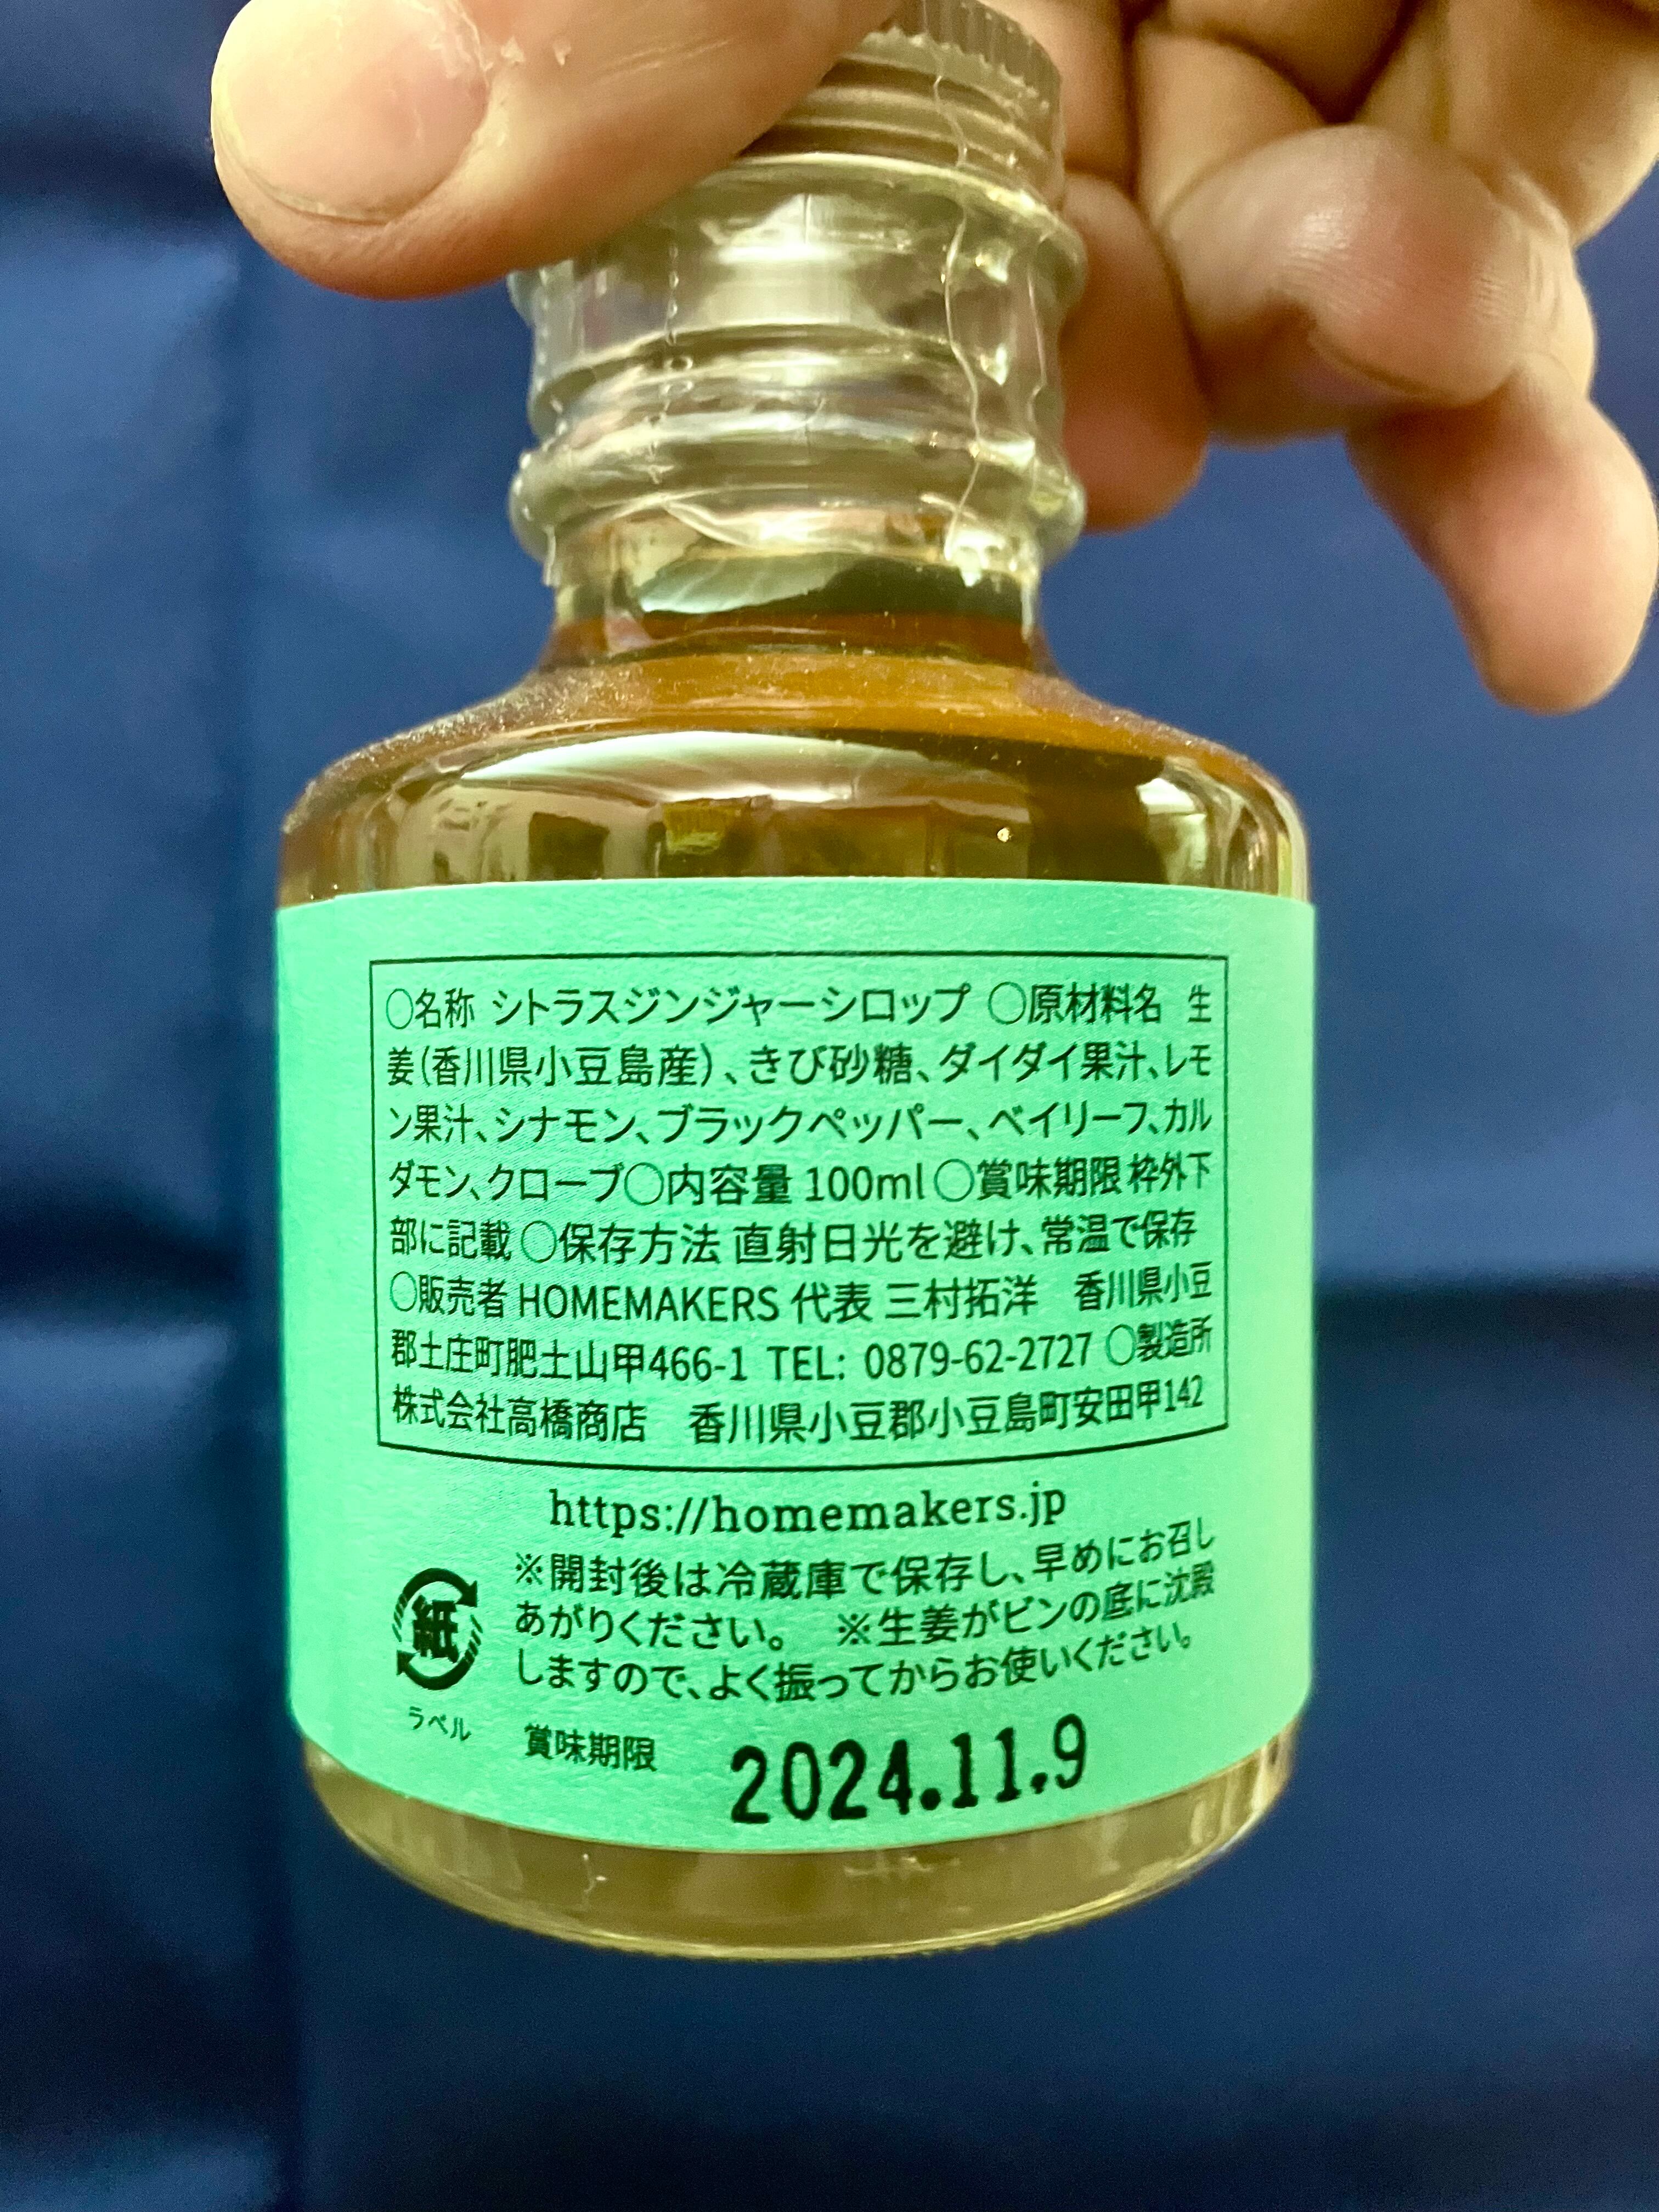 ○名称 シトラスジンジャーシロップ ○原材料名 生
姜(香川県小豆島産)、きび砂糖、ダイダイ果汁、レモ
ン果汁、シナモン、ブラックペッパー、ベイリーフ、カル
ダモン、クローブ○内容量 100ml ○賞味期限 枠外下
部に記載 ○保存方法 直射日光を避け、常温で保存
○販売者 HOMEMAKERS 代表 三村拓洋 香川県小豆
郡土庄町肥土山甲466-1 TEL: 0879-62-2727 ○製造所
株式会社高橋商店 香川県小豆郡小豆島町安田甲142
https://homemakers.jp
※開封後は冷蔵庫で保存し、早めにお召し
あがりください。 ※生姜がビンの底に沈殿
しますので、よく振ってからお使いください。
紙
ラベル
賞味期限 2024.11.9